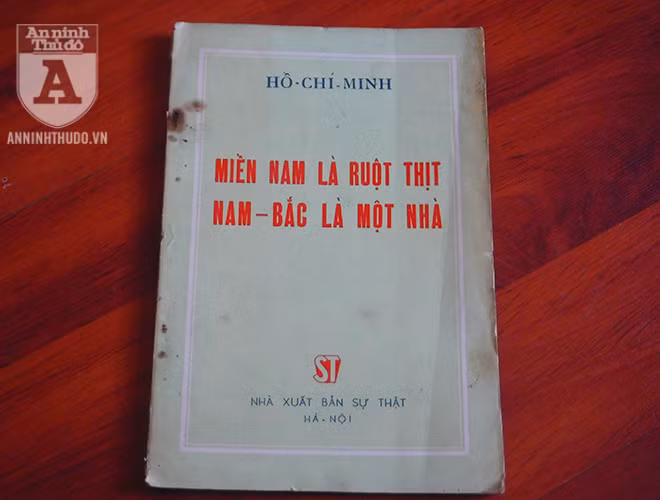 An ninh
Thủ đô
A
ANNINHTHUDO.VN
HỒ-CHÍ-MINH
MIỀN NAM LÀ RUỘT THỊT
NAM – BẮC LÀ MỘT NHÀ
ST
NHÀ XUẤT BẢN SỰ THẬT
HÀ-NỘI